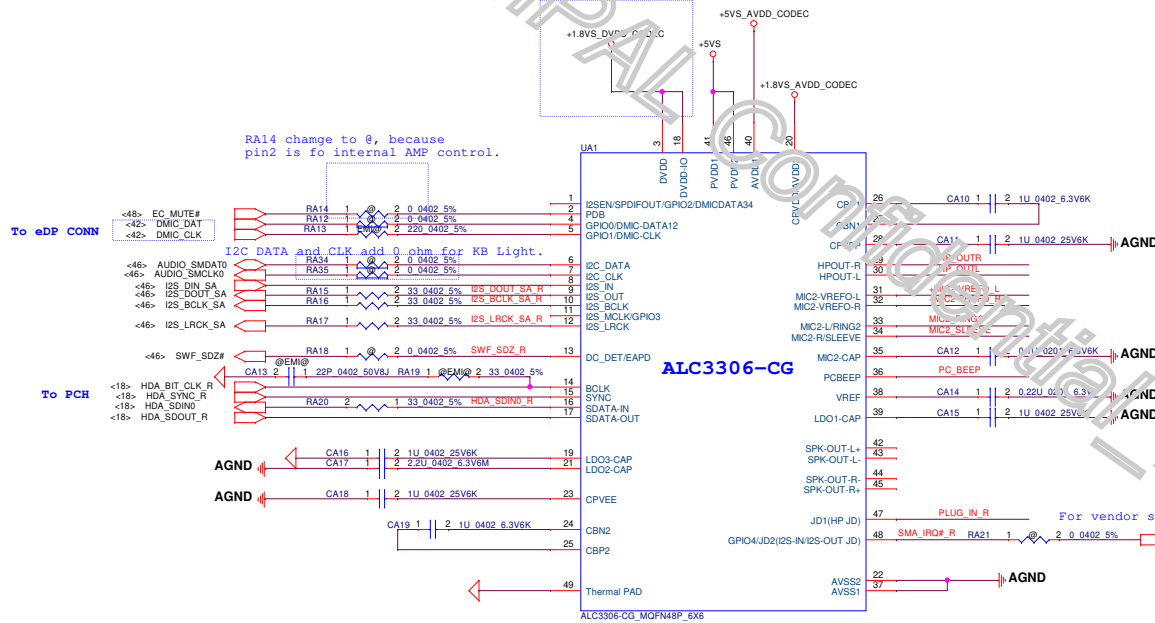 +5VS_AVDD_CODEC
+1.8VS_DVDD_CODEC
+5VS
+1.8VS_AVDD_CODEC
COMPAL Confidential
RA14 chamge to @, because
pin2 is fo internal AMP control.
UA1
3 18 41 46 40 20
DVDD DVDD-IO PVDD1 PVDD2 AVDD1
To eDP CONN
<48> EC_MUTE# RA14 1 @ 2 0_0402_5% 2 PDB
<42> DMIC_DAT RA12 1 @ 2 0_0402_5% 4 GPIO0/DMIC-DATA12
<42> DMIC_CLK RA13 1 EMI@ 2 220_0402_5% 5 GPIO1/DMIC-CLK
1 I2SEN/SPDIFOUT/GPIO2/DMICDATA34
I2C DATA and CLK add 0 ohm for KB Light.
<46> AUDIO_SMDAT0 RA34 1 @ 2 0_0402_5% 6 I2C_DATA
<46> AUDIO_SMCLK0 RA35 1 @ 2 0_0402_5% 7 I2C_CLK
<46> I2S_DIN_SA 8 I2S_IN
<46> I2S_DOUT_SA RA15 1 2 33_0402_5% I2S_DOUT_SA_R 9 I2S_OUT
<46> I2S_BCLK_SA RA16 1 2 33_0402_5% I2S_BCLK_SA_R 10 I2S_BCLK
11 I2S_MCLK/GPIO3
<46> I2S_LRCK_SA RA17 1 2 33_0402_5% I2S_LRCK_SA_R 12 I2S_LRCK
<46> SWF_SDZ# RA18 1 @ 2 0_0402_5% SWF_SDZ_R 13 DC_DET/EAPD
@EMI@
CA13 2 1 22P_0402_50V8J RA19 1 @EMI@ 2 33_0402_5%
To PCH
<18> HDA_BIT_CLK_R 14 BCLK
<18> HDA_SYNC_R 15 SYNC
<18> HDA_SDIN0 RA20 2 1 33_0402_5% HDA_SDIN0_R 16 SDATA-IN
<18> HDA_SDOUT_R 17 SDATA-OUT
CA16 1 2 1U_0402_25V6K 19 LDO3-CAP
AGND CA17 1 2 2.2U_0402_6.3V6M 21 LDO2-CAP
AGND CA18 1 2 1U_0402_25V6K 23 CPVEE
CA19 1 2 1U_0402_6.3V6K 24 CBN2
25 CBP2
49 Thermal PAD
ALC3306-CG
CBP1 26 CA10 1 2 1U_0402_6.3V6K
CBN1
28 1 2 1U_0402_25V6K AGND
HPOUT-R 29
HPOUT-L 30
MIC2-VREFO-L 31
MIC2-VREFO-R 32
MIC2-L/RING2 33 MIC2_RING2
MIC2-R/SLEEVE 34 MIC2_SLEEVE
MIC2-CAP 35 CA12 1 2 AGND
PCBEEP 36 PC_BEEP
VREF 38 CA14 1 2 AGND
LDO1-CAP 39 CA15 1 2 1U_0402_25V6K AGND
SPK-OUT-L+ 42
SPK-OUT-L- 43
SPK-OUT-R- 44
SPK-OUT-R+ 45
JD1(HP JD) 47 PLUG_IN_R
For vendor s
GPIO4/JD2(I2S-IN/I2S-OUT JD) 48 SMA_IRQ#_R RA21 1 @ 2 0_0402_5%
AVSS2 22 AGND
AVSS1 37
ALC3306-CG_MQFN48P_6X6